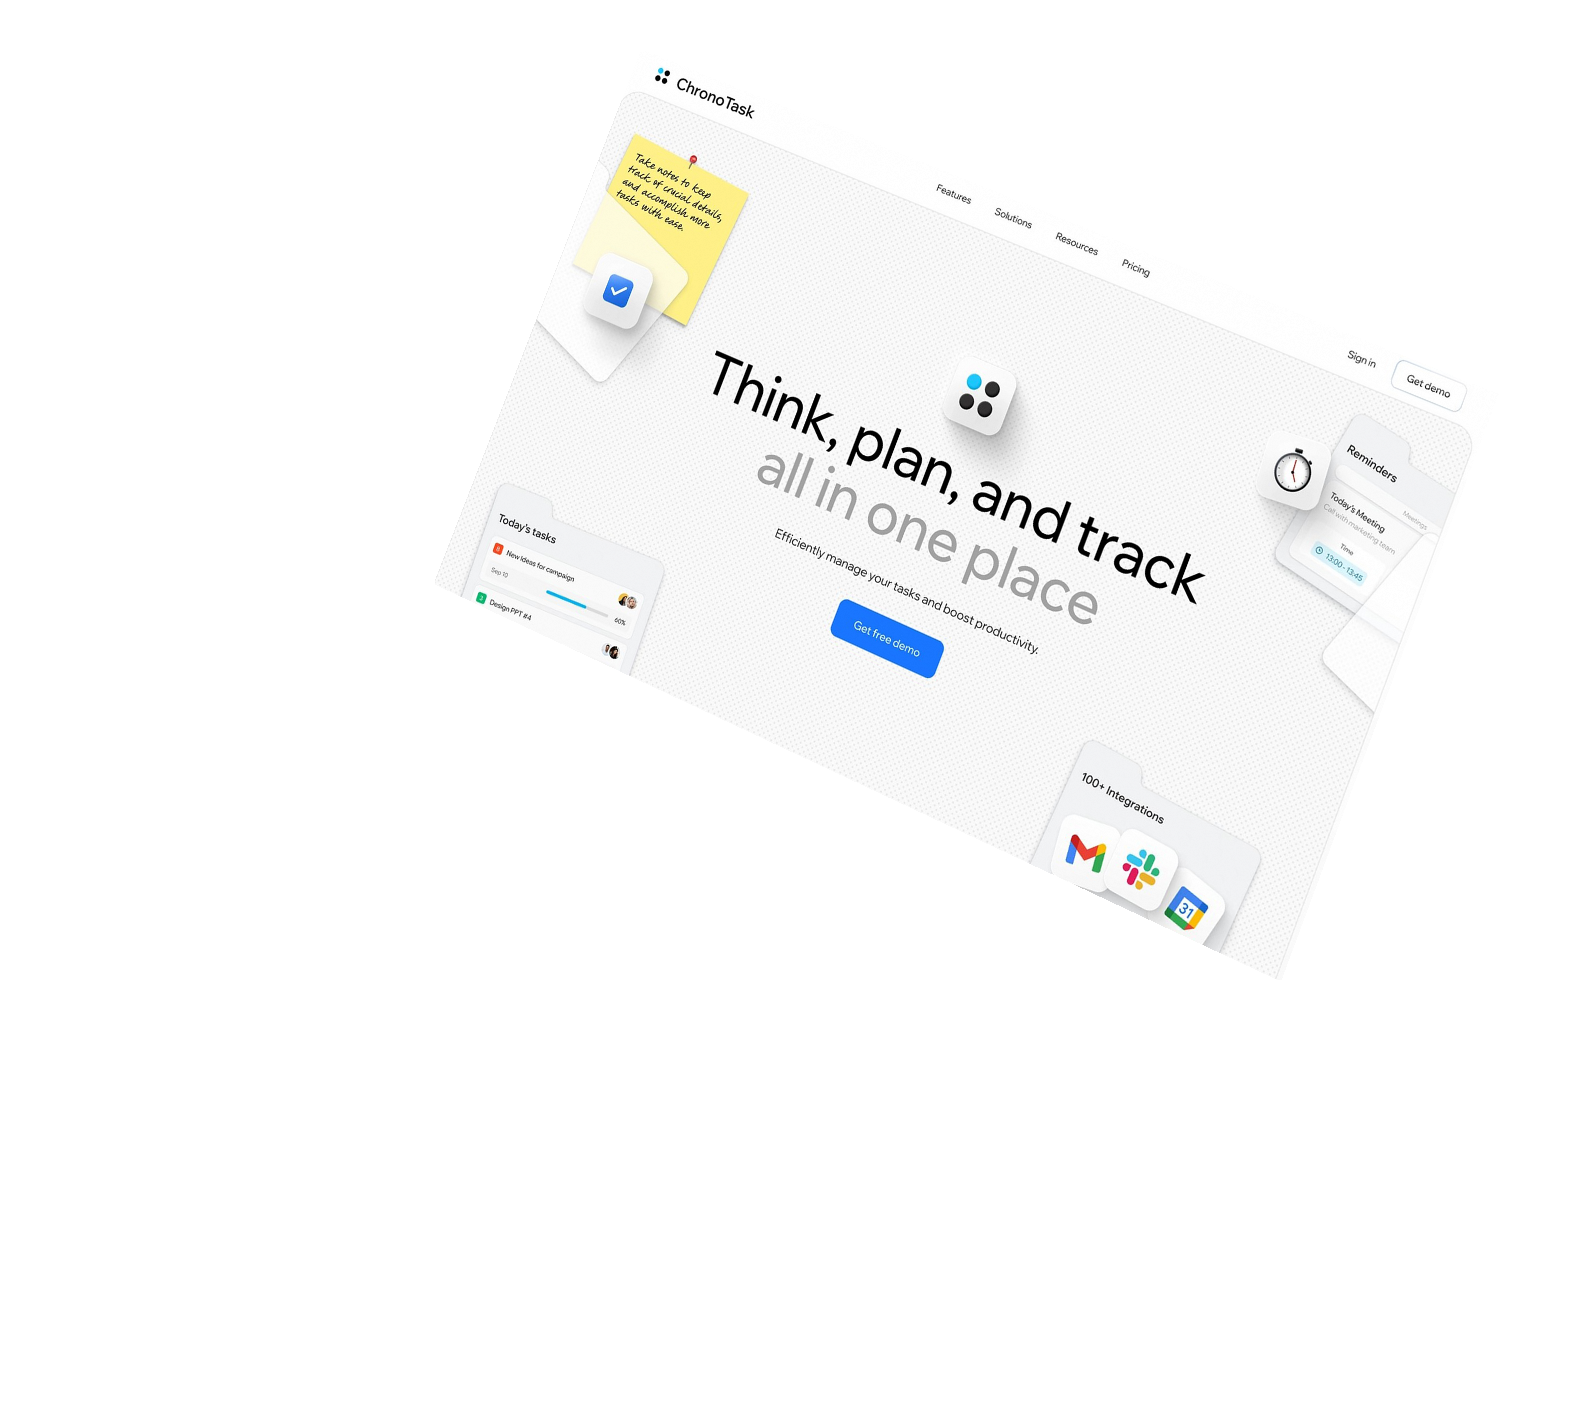 ChronoTask
Features
Solutions
Resources
Pricing
Sign in
Get demo
Take notes to keep
track of crucial details,
and accomplish more
tasks with ease.
Think, plan, and track
all in one place
Efficiently manage your tasks and boost productivity.
Get free demo
Reminders
Meetings
Today's Meeting
Call with marketing team
Time
13:00 - 13:45
Today's tasks
New Ideas for campaign
Sep 10
60%
Design PPT #4
100+ Integrations
31